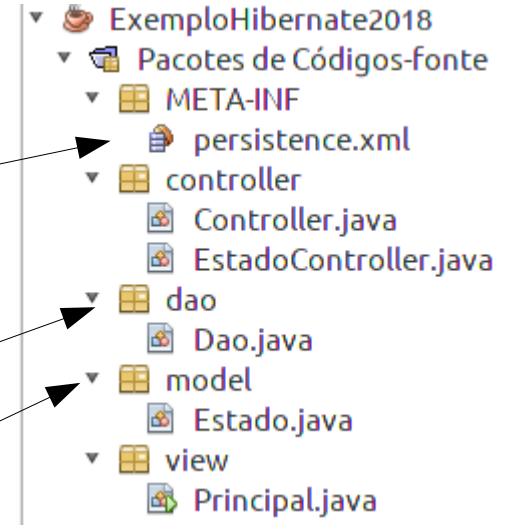 ExemploHibernate2018
Pacotes de Códigos-fonte
META-INF
persistence.xml
controller
Controller.java
EstadoController.java
dao
Dao.java
model
Estado.java
view
Principal.java